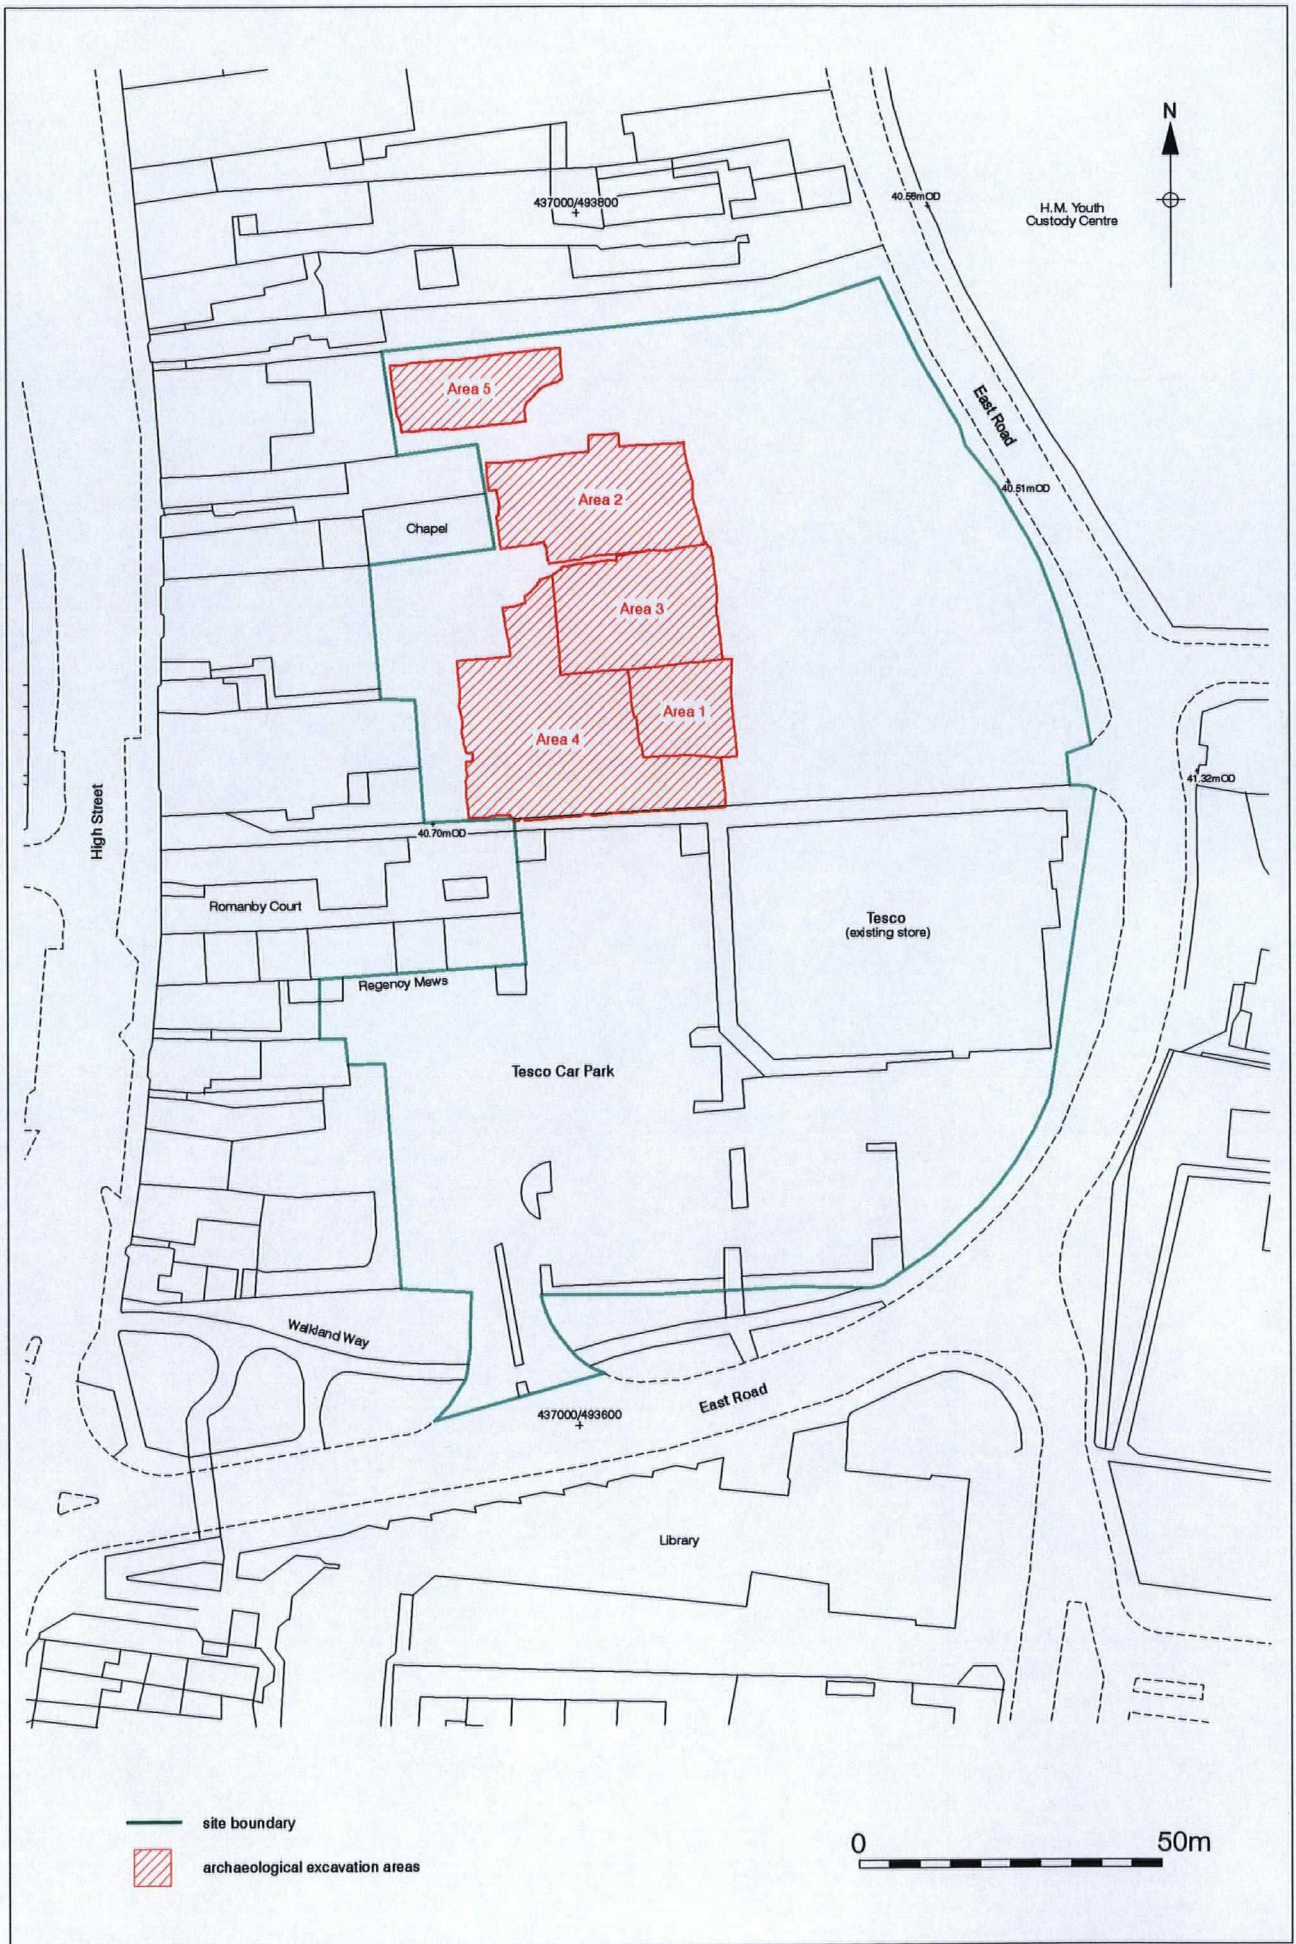 N
437000/493800
40.56mOD
H.M. Youth
Custody Centre
Area 5
East Road
40.51mOD
Area 2
Chapel
Area 3
Area 1
Area 4
41.32mOD
High Street
40.70mOD
Romanby Court
Tesco
(existing store)
Regency Mews
Tesco Car Park
Walkland Way
East Road
437000/493600
Library
site boundary
archaeological excavation areas
0 50m